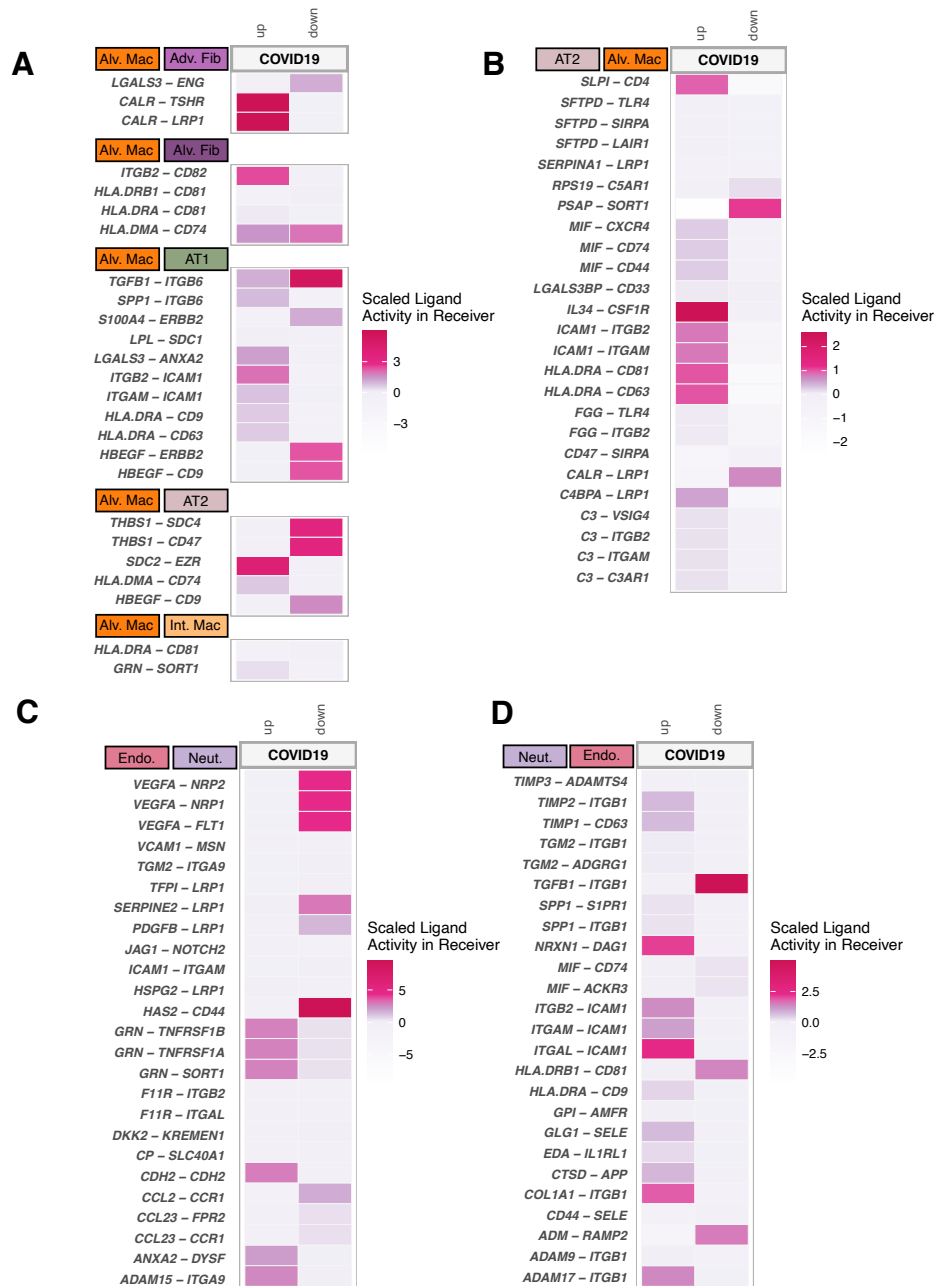 A
up
down
Alv. Mac Adv. Fib COVID19
LGALS3 – ENG
CALR – TSHR
CALR – LRP1
Alv. Mac Alv. Fib
ITGB2 – CD82
HLA.DRB1 – CD81
HLA.DRA – CD81
HLA.DMA – CD74
Alv. Mac AT1
TGFB1 – ITGB6
SPP1 – ITGB6
S100A4 – ERBB2
LPL – SDC1
LGALS3 – ANXA2
ITGB2 – ICAM1
ITGAM – ICAM1
HLA.DRA – CD9
HLA.DRA – CD63
HBEGF – ERBB2
HBEGF – CD9
Alv. Mac AT2
THBS1 – SDC4
THBS1 – CD47
SDC2 – EZR
HLA.DMA – CD74
HBEGF – CD9
Alv. Mac Int. Mac
HLA.DRA – CD81
GRN – SORT1
Scaled Ligand
Activity in Receiver
3
0
−3
B
up
down
AT2 Alv. Mac COVID19
SLPI – CD4
SFTPD – TLR4
SFTPD – SIRPA
SFTPD – LAIR1
SERPINA1 – LRP1
RPS19 – C5AR1
PSAP – SORT1
MIF – CXCR4
MIF – CD74
MIF – CD44
LGALS3BP – CD33
IL34 – CSF1R
ICAM1 – ITGB2
ICAM1 – ITGAM
HLA.DRA – CD81
HLA.DRA – CD63
FGG – TLR4
FGG – ITGB2
CD47 – SIRPA
CALR – LRP1
C4BPA – LRP1
C3 – VSIG4
C3 – ITGB2
C3 – ITGAM
C3 – C3AR1
Scaled Ligand
Activity in Receiver
2
1
0
−1
−2
C
up
down
Endo. Neut. COVID19
VEGFA – NRP2
VEGFA – NRP1
VEGFA – FLT1
VCAM1 – MSN
TGM2 – ITGA9
TFPI – LRP1
SERPINE2 – LRP1
PDGFB – LRP1
JAG1 – NOTCH2
ICAM1 – ITGAM
HSPG2 – LRP1
HAS2 – CD44
GRN – TNFRSF1B
GRN – TNFRSF1A
GRN – SORT1
F11R – ITGB2
F11R – ITGAL
DKK2 – KREMEN1
CP – SLC40A1
CDH2 – CDH2
CCL2 – CCR1
CCL23 – FPR2
CCL23 – CCR1
ANXA2 – DYSF
ADAM15 – ITGA9
Scaled Ligand
Activity in Receiver
5
0
−5
D
up
down
Neut. Endo. COVID19
TIMP3 – ADAMTS4
TIMP2 – ITGB1
TIMP1 – CD63
TGM2 – ITGB1
TGM2 – ADGRG1
TGFB1 – ITGB1
SPP1 – S1PR1
SPP1 – ITGB1
NRXN1 – DAG1
MIF – CD74
MIF – ACKR3
ITGB2 – ICAM1
ITGAM – ICAM1
ITGAL – ICAM1
HLA.DRB1 – CD81
HLA.DRA – CD9
GPI – AMFR
GLG1 – SELE
EDA – IL1RL1
CTSD – APP
COL1A1 – ITGB1
CD44 – SELE
ADM – RAMP2
ADAM9 – ITGB1
ADAM17 – ITGB1
Scaled Ligand
Activity in Receiver
2.5
0.0
−2.5